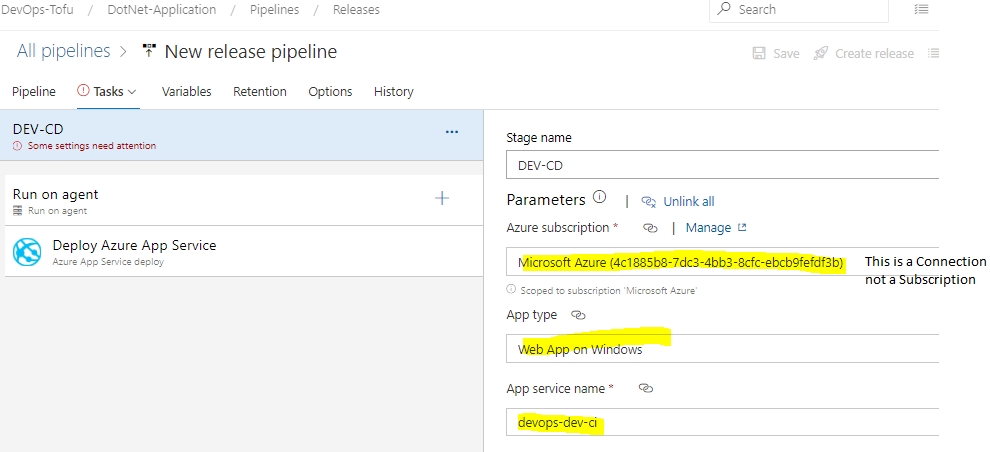 DevOps-Tofu / DotNet-Application / Pipelines / Releases
Search
All pipelines > New release pipeline
Save Create release
Pipeline Tasks Variables Retention Options History
DEV-CD
...
Some settings need attention
Run on agent
Run on agent
Deploy Azure App Service
Azure App Service deploy
Stage name
DEV-CD
Parameters | Unlink all
Azure subscription * | Manage
Microsoft Azure (4c1885b8-7dc3-4bb3-8cfc-ebcb9fefdf3b)
This is a Connection
not a Subscription
Scoped to subscription 'Microsoft Azure'
App type
Web App on Windows
App service name *
devops-dev-ci